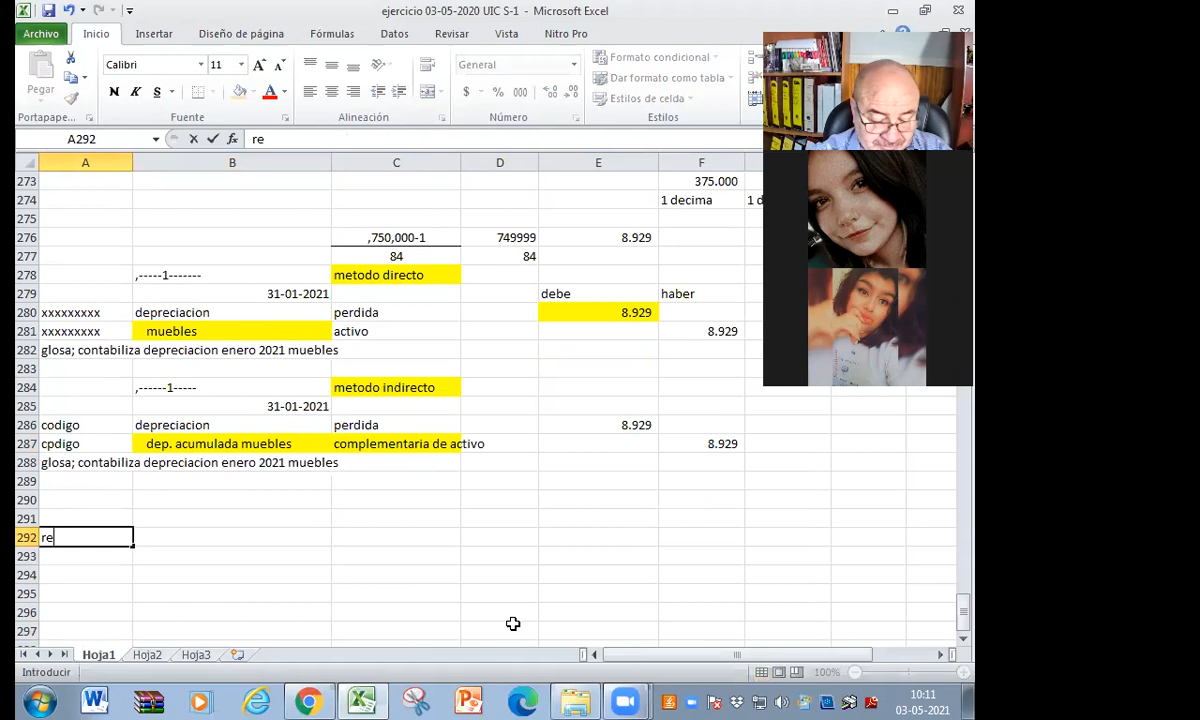 ejercicio 03-05-2020 UIC S-1 - Microsoft Excel
Archivo Inicio Insertar Diseño de página Fórmulas Datos Revisar Vista Nitro Pro
Pegar
Calibri 11
General
Formato condicional
Dar formato como tabla
Estilos de celda
N K S
$ % 000
Portapape... Fuente Alineación Número Estilos
A292 fx re
A B C D E F
273 375.000
274 1 decima 1 d
275
276 ,750,000-1 749999 8.929
277 84 84
278 ,-----1------- metodo directo
279 31-01-2021 debe haber
280 xxxxxxxxx depreciacion perdida 8.929
281 xxxxxxxxx muebles activo 8.929
282 glosa; contabiliza depreciacion enero 2021 muebles
283
284 ,------1----- metodo indirecto
285 31-01-2021
286 codigo depreciacion perdida 8.929
287 cpdigo dep. acumulada muebles complementaria de activo 8.929
288 glosa; contabiliza depreciacion enero 2021 muebles
289
290
291
292 re
293
294
295
296
297
Hoja1 Hoja2 Hoja3
Introducir 100%
10:11
03-05-2021